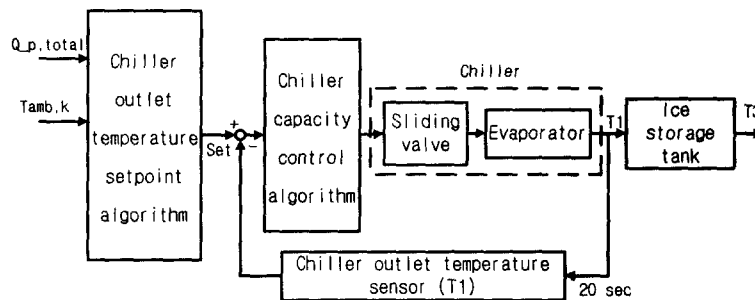 Q_p,total
Tamb,k
Chiller
outlet
temperature
setpoint
algorithm
+
Set
-
Chiller
capacity
control
algorithm
Chiller
Sliding
valve
Evaporator
T1
Ice
storage
tank
Chiller outlet temperature
sensor (T1)
20 sec